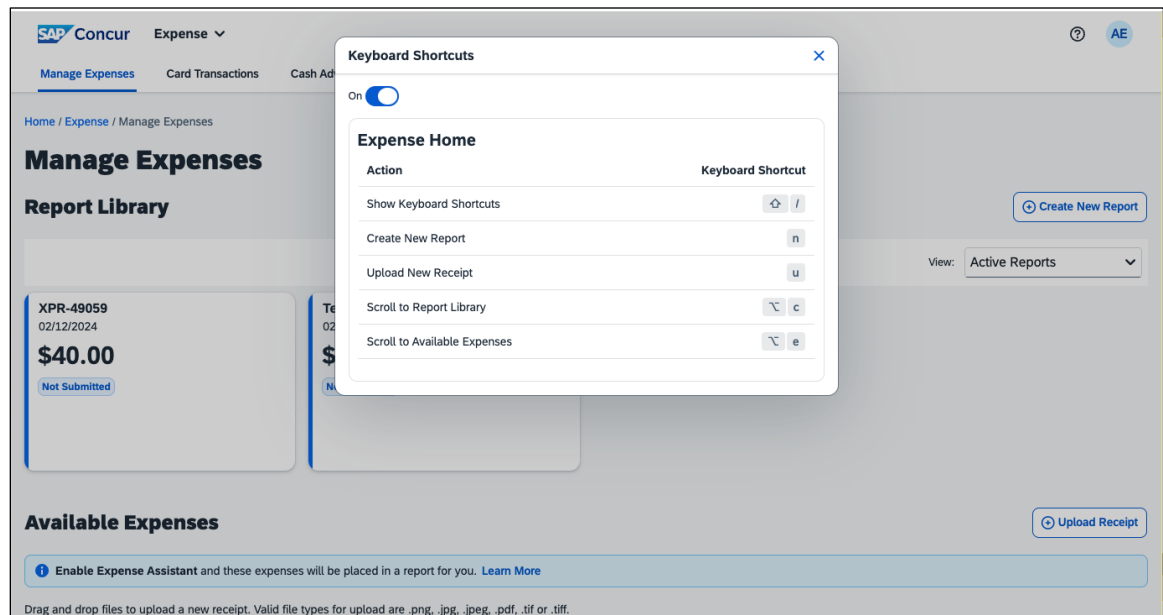 SAP Concur Expense
AE
Manage Expenses Card Transactions Cash
Home / Expense / Manage Expenses
Manage Expenses
Report Library
Create New Report
View: Active Reports
XPR-49059
02/12/2024
$40.00
Not Submitted
Te
02
$
Keyboard Shortcuts
On
Expense Home
Action Keyboard Shortcut
Show Keyboard Shortcuts ⇧ /
Create New Report n
Upload New Receipt u
Scroll to Report Library ⌥ c
Scroll to Available Expenses ⌥ e
Available Expenses
Upload Receipt
Enable Expense Assistant and these expenses will be placed in a report for you. Learn More
Drag and drop files to upload a new receipt. Valid file types for upload are .png, .jpg, .jpeg, .pdf, .tif or .tiff.